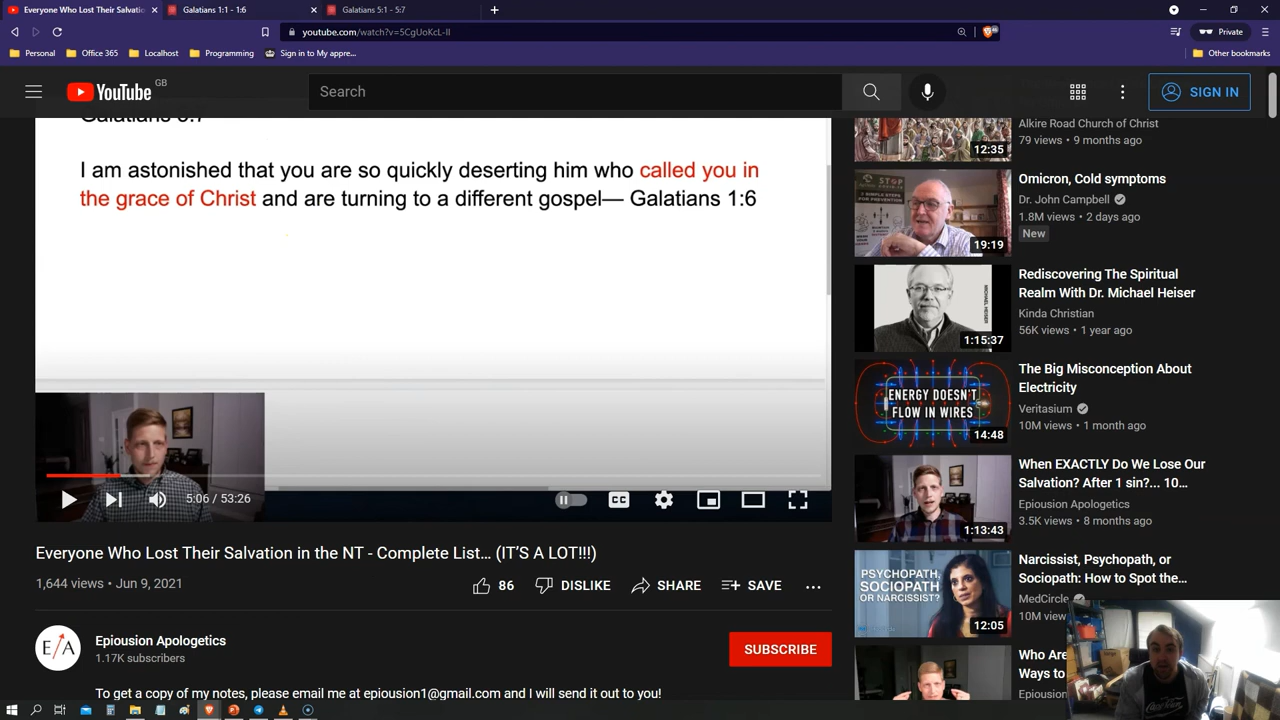 Everyone Who Lost Their Salvatio
Galatians 1:1 - 1:6
Galatians 5:1 - 5:7
youtube.com/watch?v=5CgUoKcL-lI
Private
Personal
Office 365
Localhost
Programming
Sign in to My appre...
Other bookmarks
YouTube GB
Search
SIGN IN
Galatians 5:7
I am astonished that you are so quickly deserting him who called you in
the grace of Christ and are turning to a different gospel— Galatians 1:6
5:06 / 53:26
CC
Everyone Who Lost Their Salvation in the NT - Complete List... (IT'S A LOT!!!)
1,644 views • Jun 9, 2021
86
DISLIKE
SHARE
SAVE
E/A
Epiousion Apologetics
1.17K subscribers
SUBSCRIBE
To get a copy of my notes, please email me at epiousion1@gmail.com and I will send it out to you!
12:35
Alkire Road Church of Christ
79 views • 9 months ago
STOP
19:19
Omicron, Cold symptoms
Dr. John Campbell
1.8M views • 2 days ago
New
MICHAEL HEISER
1:15:37
Rediscovering The Spiritual
Realm With Dr. Michael Heiser
Kinda Christian
56K views • 1 year ago
ENERGY DOESN'T
FLOW IN WIRES
14:48
The Big Misconception About
Electricity
Veritasium
10M views • 1 month ago
1:13:43
When EXACTLY Do We Lose Our
Salvation? After 1 sin?... 10...
Epiousion Apologetics
3.5K views • 8 months ago
PSYCHOPATH,
SOCIOPATH
OR NARCISSIST?
12:05
Narcissist, Psychopath, or
Sociopath: How to Spot the...
MedCircle
10M views
Who Are
Ways to
Epiousion